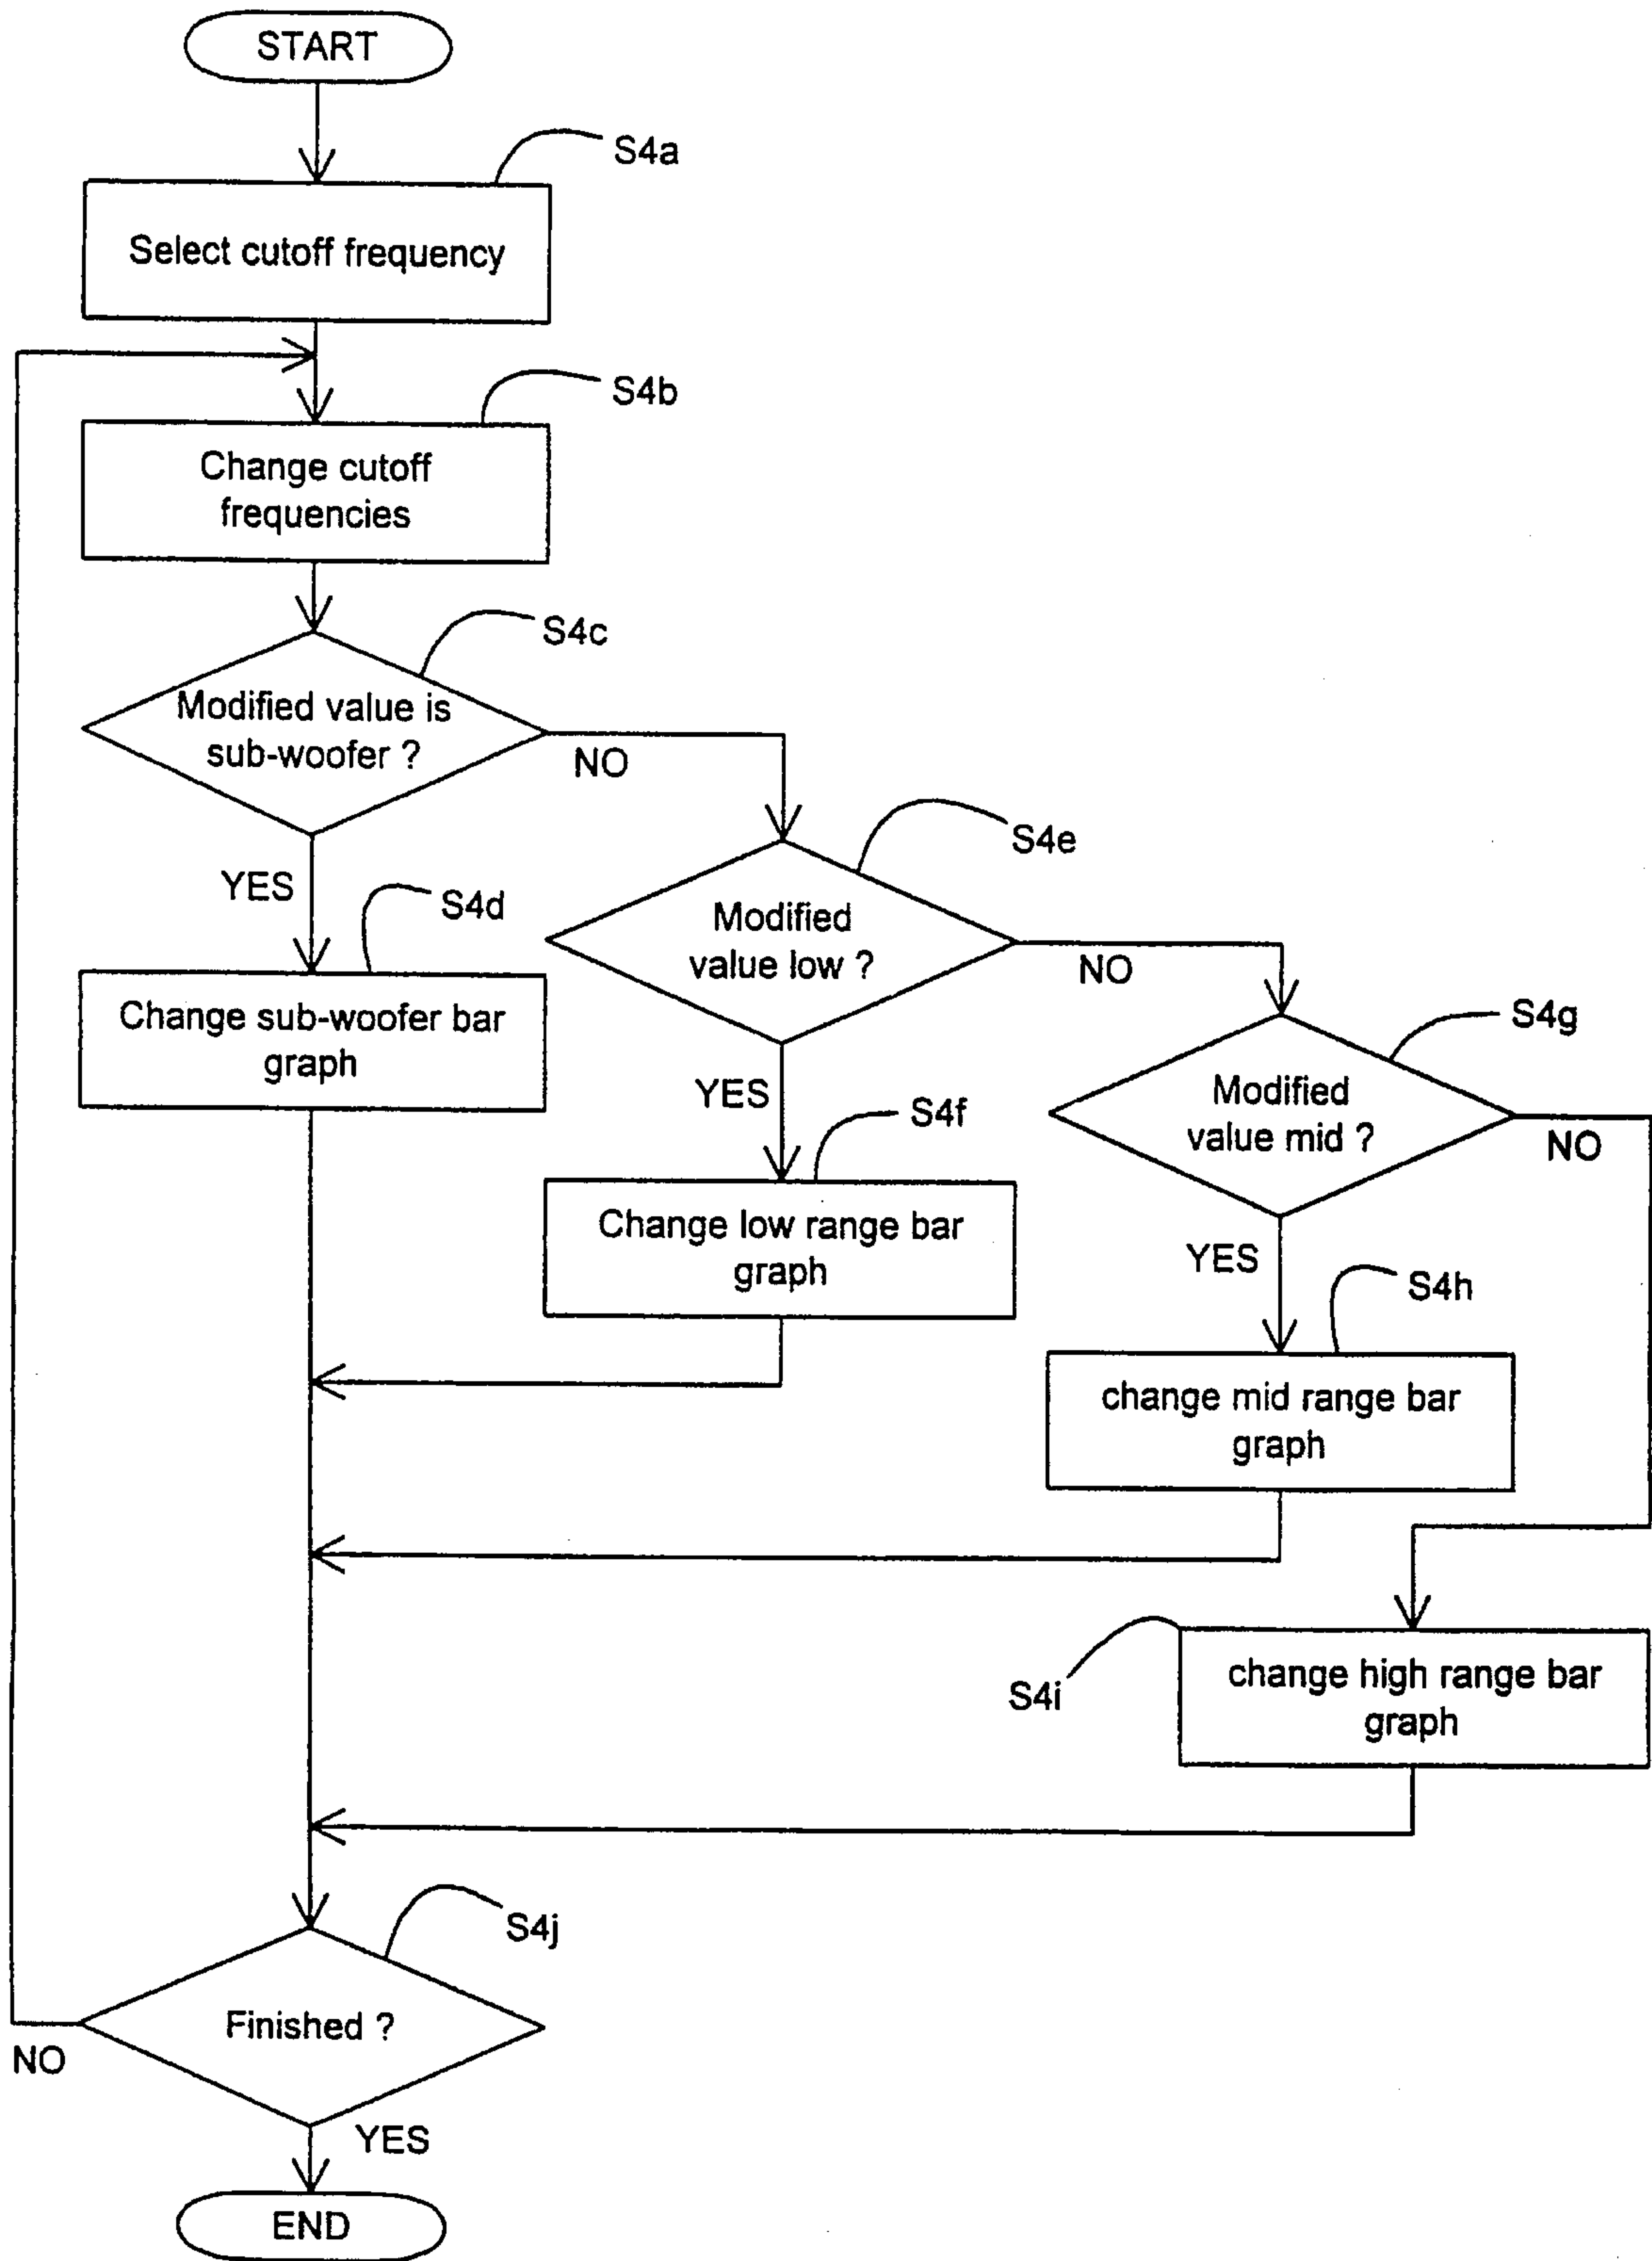 START
S4a
Select cutoff frequency
S4b
Change cutoff
frequencies
S4c
Modified value is
sub-woofer ?
NO
S4e
YES
S4d
Modified
value low ?
NO
Change sub-woofer bar
graph
S4g
Modified
value mid ?
NO
YES
S4f
Change low range bar
graph
YES
S4h
change mid range bar
graph
S4i
change high range bar
graph
S4j
Finished ?
NO
YES
END